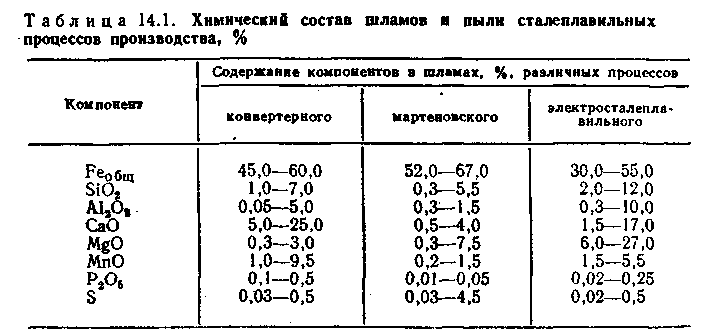 Таблица 14.1. Химический состав шламов и пыли сталеплавильных
процессов производства, %
Компонент
Содержание компонентов в шламах, %, различных процессов
конвертерного мартеновского электросталепла-
вильного
Feобщ 45,0—60,0 52,0—67,0 30,0—55,0
SiO₂ 1,0—7,0 0,3—5,5 2,0—12,0
Al₂O₃ 0,05—5,0 0,3—1,5 0,3—10,0
CaO 5,0—25,0 0,5—4,0 1,5—17,0
MgO 0,3—3,0 0,3—7,5 6,0—27,0
MnO 1,0—9,5 0,2—1,5 1,5—5,5
P₂O₅ 0,1—0,5 0,01—0,05 0,02—0,25
S 0,03—0,5 0,03—4,5 0,02—0,5